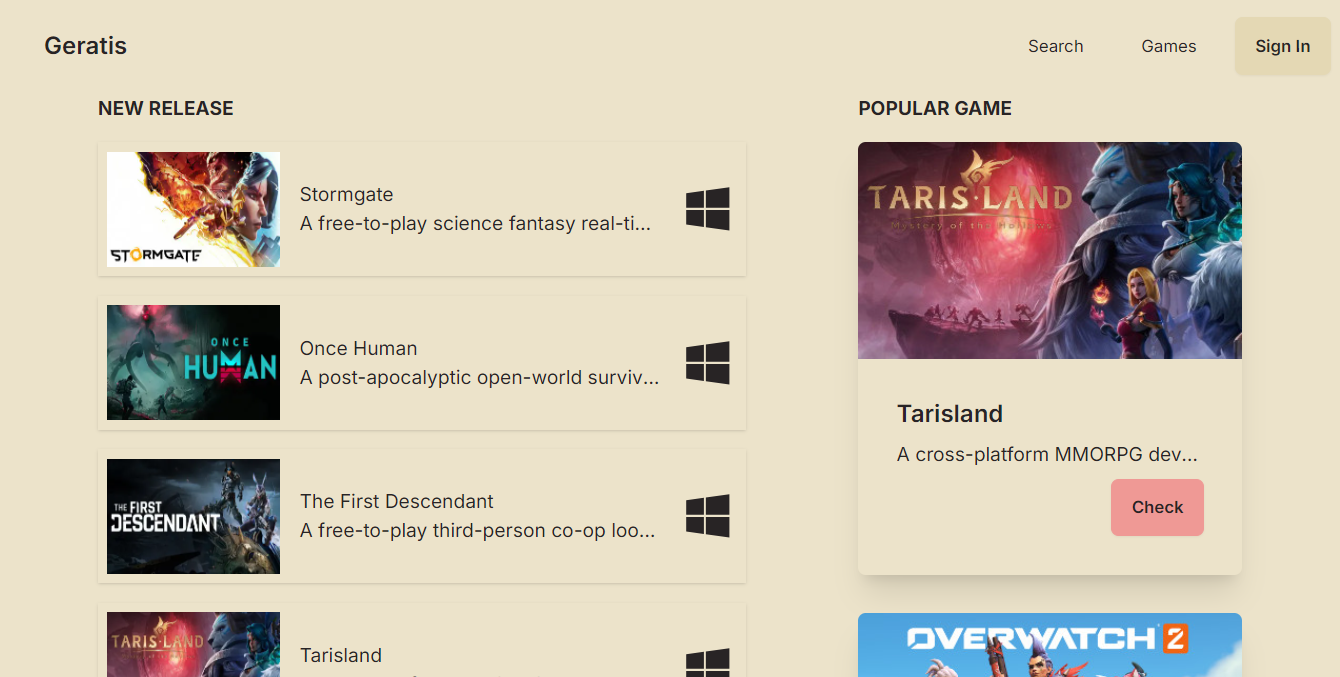 Geratis
Search
Games
Sign In
NEW RELEASE
STORMGATE
Stormgate
A free-to-play science fantasy real-ti...
ONCE
HUMAN
Once Human
A post-apocalyptic open-world surviv...
THE FIRST
DESCENDANT
The First Descendant
A free-to-play third-person co-op loo...
TARIS·LAND
Tarisland
POPULAR GAME
TARIS·LAND
Mystery of the Hollows
Tarisland
A cross-platform MMORPG dev...
Check
OVERWATCH 2